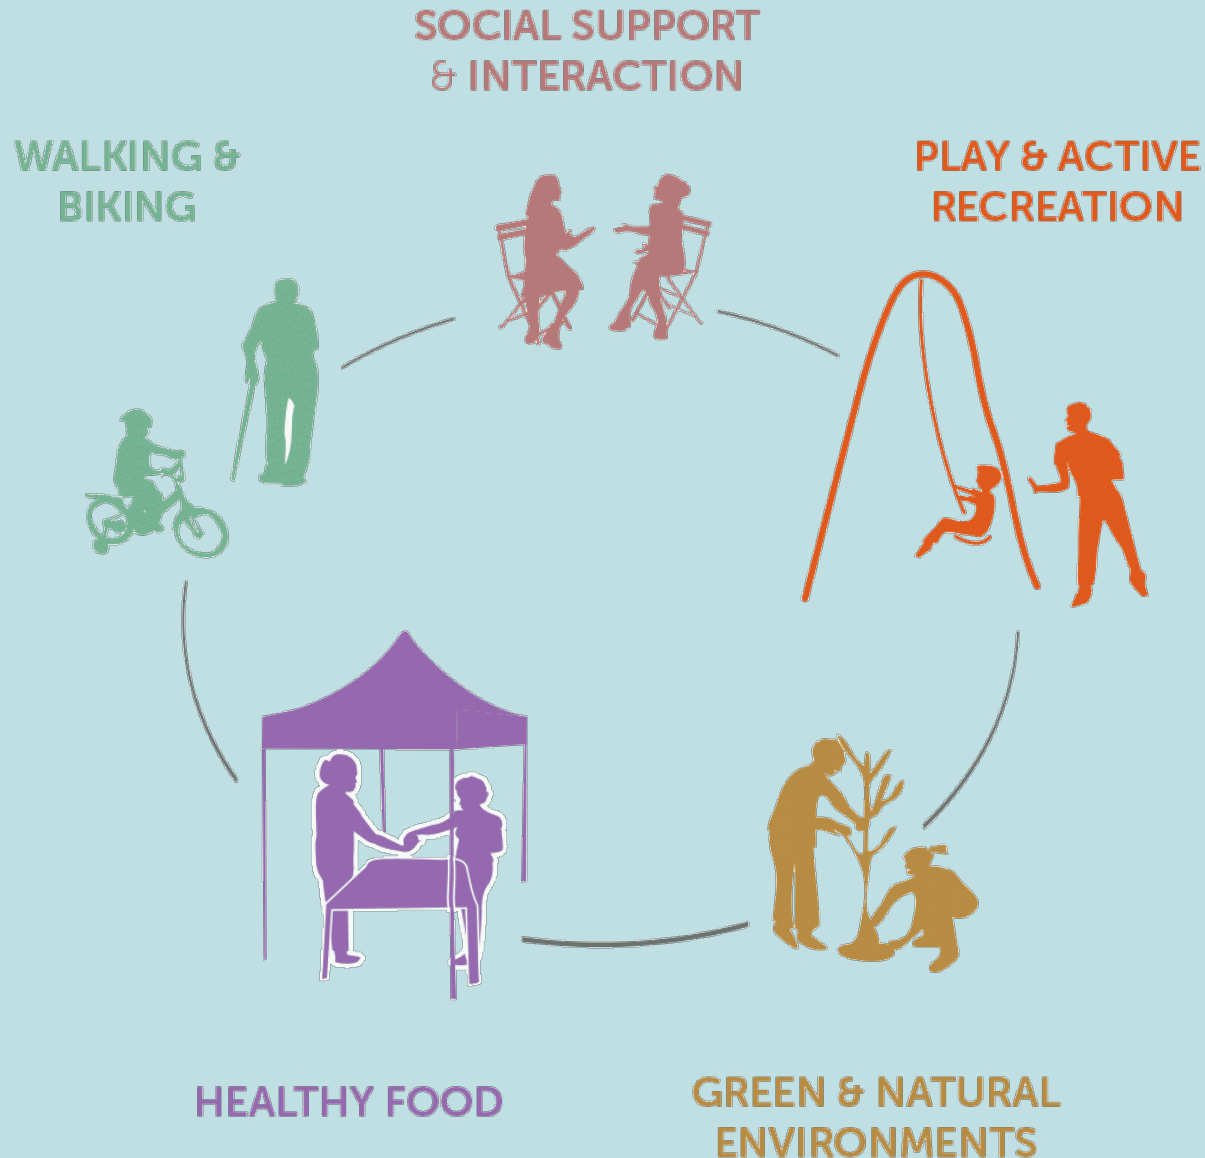 SOCIAL SUPPORT
& INTERACTION
WALKING &
BIKING
PLAY & ACTIVE
RECREATION
HEALTHY FOOD
GREEN & NATURAL
ENVIRONMENTS